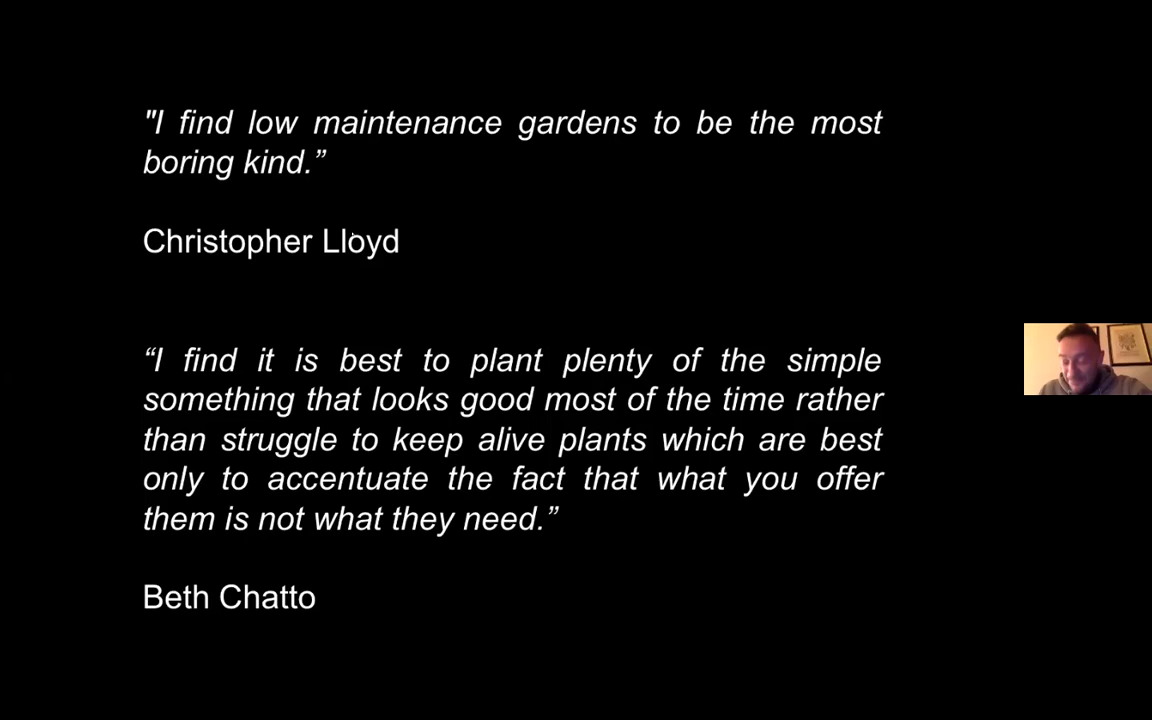 "I find low maintenance gardens to be the most
boring kind.”
Christopher Lloyd
“I find it is best to plant plenty of the simple
something that looks good most of the time rather
than struggle to keep alive plants which are best
only to accentuate the fact that what you offer
them is not what they need.”
Beth Chatto